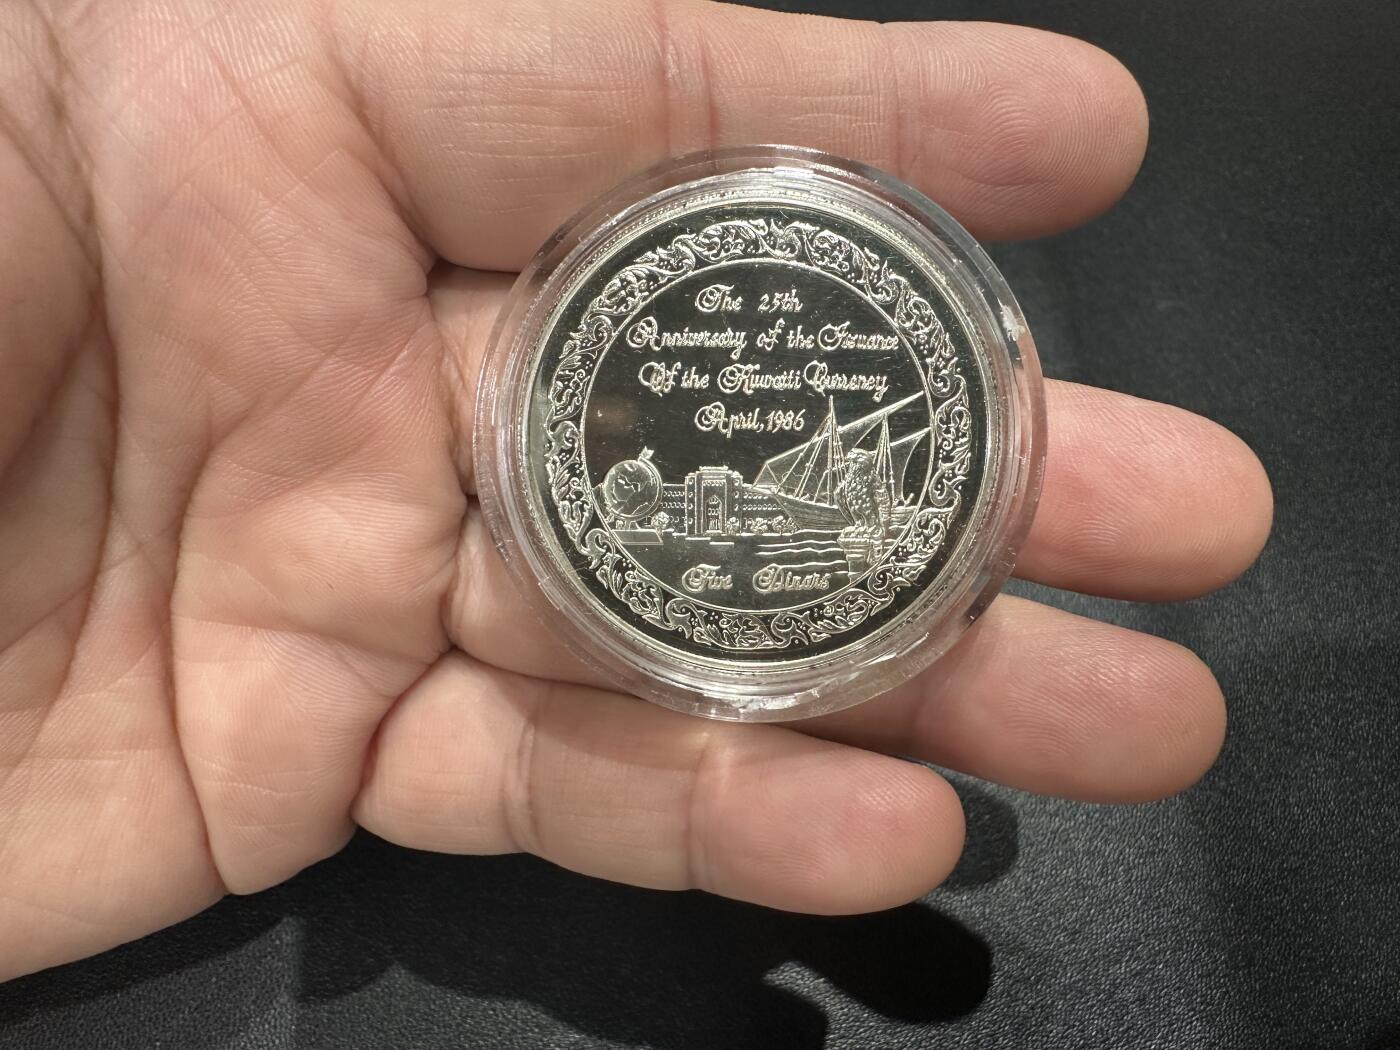 The 25th
Anniversary of the Issuance
Of the Kuwaiti Currency
April, 1986
Five Dinars